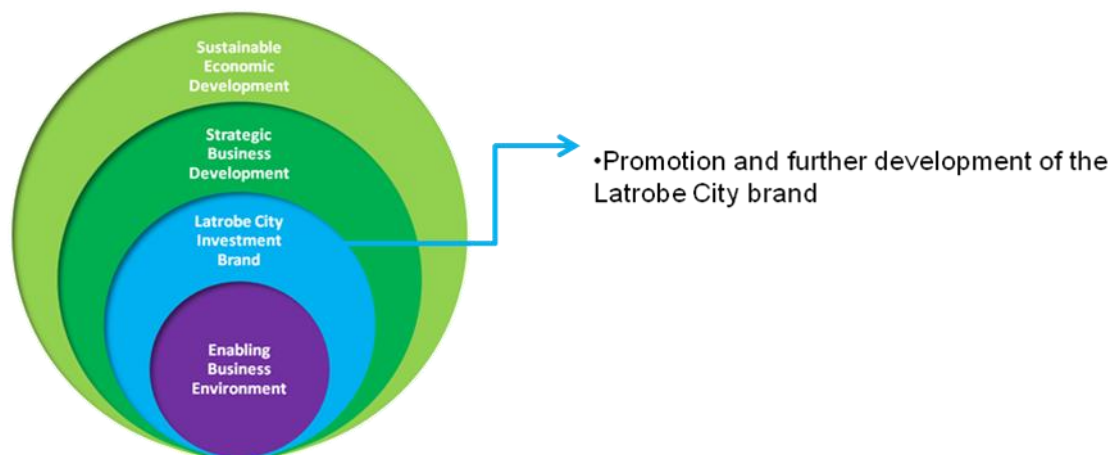 Sustainable
Economic
Development
Strategic
Business
Development
Latrobe City
Investment
Brand
Enabling
Business
Environment
•Promotion and further development of the
Latrobe City brand